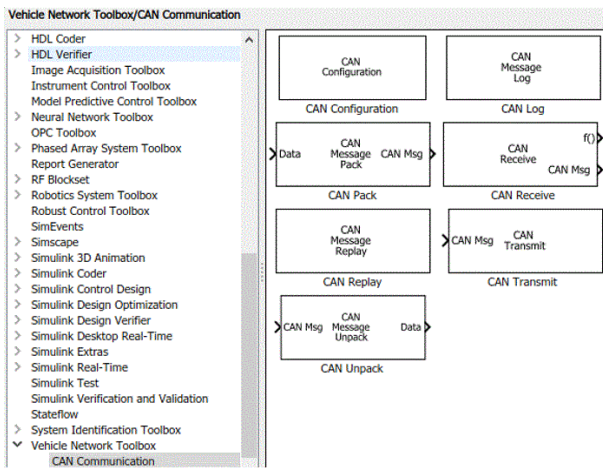 Vehicle Network Toolbox/CAN Communication
HDL Coder
HDL Verifier
Image Acquisition Toolbox
Instrument Control Toolbox
Model Predictive Control Toolbox
Neural Network Toolbox
OPC Toolbox
Phased Array System Toolbox
Report Generator
RF Blockset
Robotics System Toolbox
Robust Control Toolbox
SimEvents
Simscape
Simulink 3D Animation
Simulink Coder
Simulink Control Design
Simulink Design Optimization
Simulink Design Verifier
Simulink Desktop Real-Time
Simulink Extras
Simulink Real-Time
Simulink Test
Simulink Verification and Validation
Stateflow
System Identification Toolbox
Vehicle Network Toolbox
CAN Communication
CAN
Configuration
CAN Configuration
CAN
Message
Log
CAN Log
Data
CAN
Message
Pack
CAN Msg
CAN Pack
CAN
Receive
f()
CAN Msg
CAN Receive
CAN
Message
Replay
CAN Replay
CAN Msg
CAN
Transmit
CAN Transmit
CAN Msg
CAN
Message
Unpack
Data
CAN Unpack